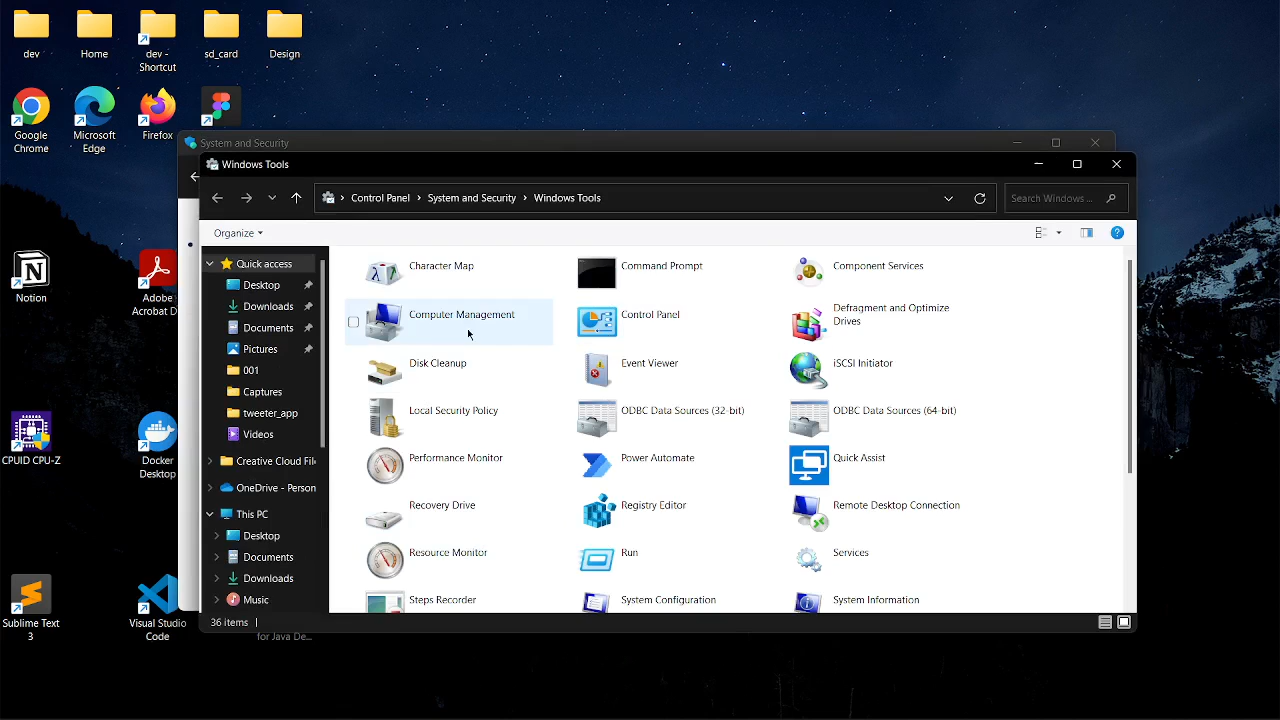 dev
Home
dev -
Shortcut
sd_card
Design
Google
Chrome
Microsoft
Edge
Firefox
System and Security
Windows Tools
Control Panel
System and Security
Windows Tools
Search Windows ...
Organize
Quick access
Desktop
Downloads
Documents
Pictures
001
Captures
tweeter_app
Videos
Creative Cloud Fil
OneDrive - Person
This PC
Desktop
Documents
Downloads
Music
Character Map
Command Prompt
Component Services
Computer Management
Control Panel
Defragment and Optimize
Drives
Disk Cleanup
Event Viewer
iSCSI Initiator
Local Security Policy
ODBC Data Sources (32-bit)
ODBC Data Sources (64-bit)
Performance Monitor
Power Automate
Quick Assist
Recovery Drive
Registry Editor
Remote Desktop Connection
Resource Monitor
Run
Services
Steps Recorder
System Configuration
System Information
36 items
Notion
Adobe
Acrobat D
CPUID CPU-Z
Docker
Desktop
Sublime Text
3
Visual Studio
Code
for Java De...